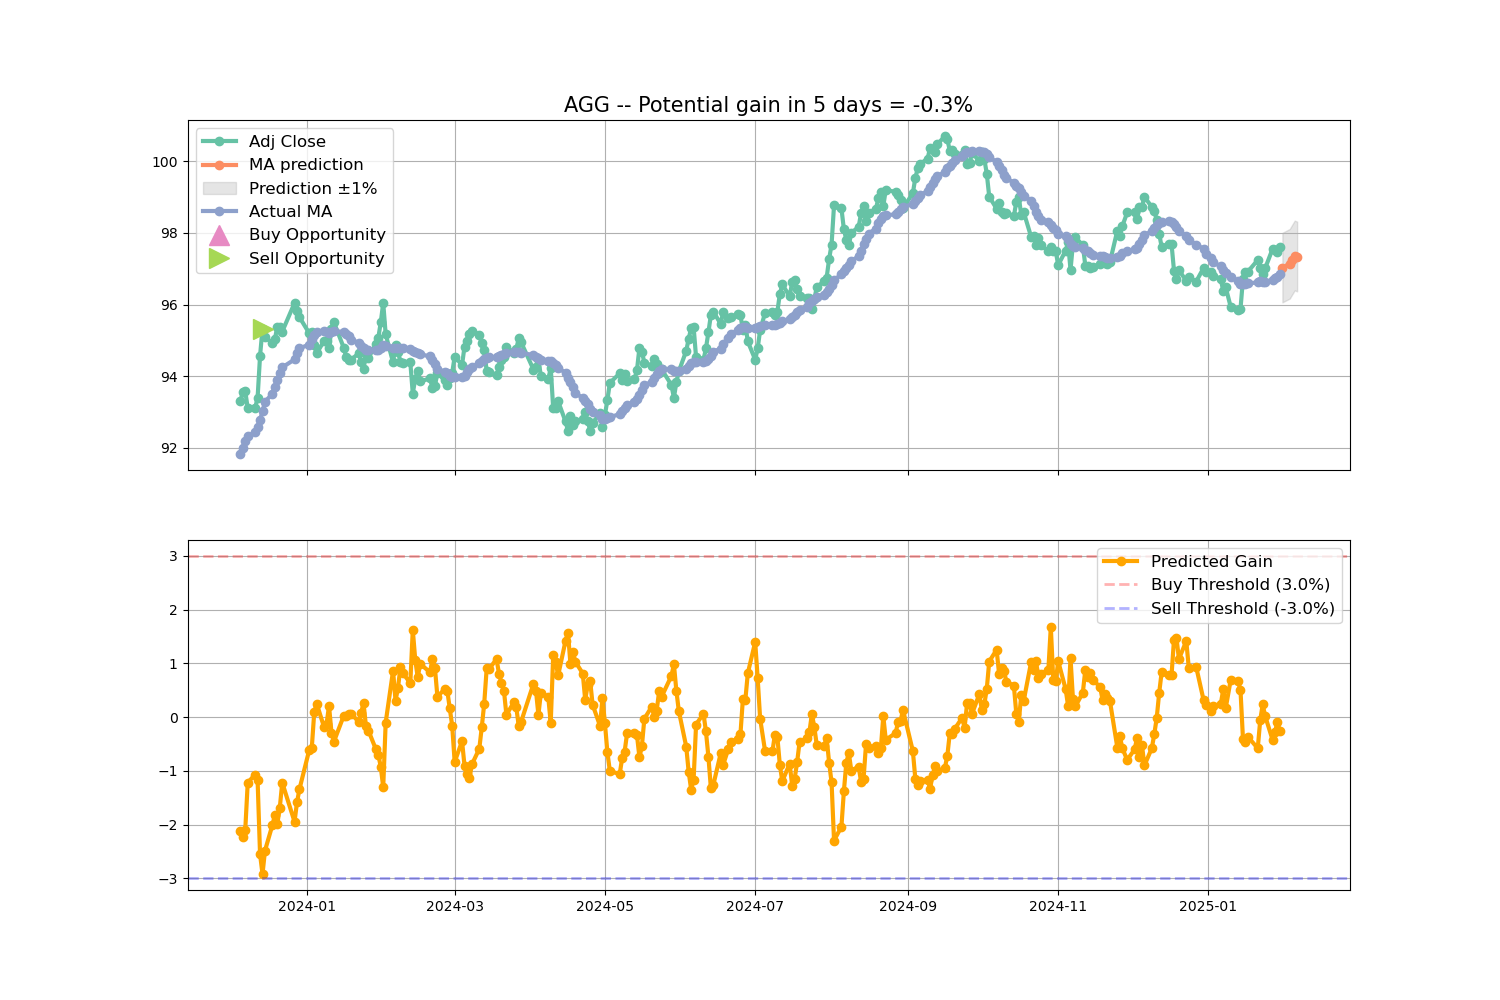 AGG -- Potential gain in 5 days = -0.3%
Adj Close
MA prediction
Prediction ±1%
Actual MA
Buy Opportunity
Sell Opportunity
100
98
96
94
92
Predicted Gain
Buy Threshold (3.0%)
Sell Threshold (-3.0%)
3
2
1
0
−1
−2
−3
2024-01
2024-03
2024-05
2024-07
2024-09
2024-11
2025-01